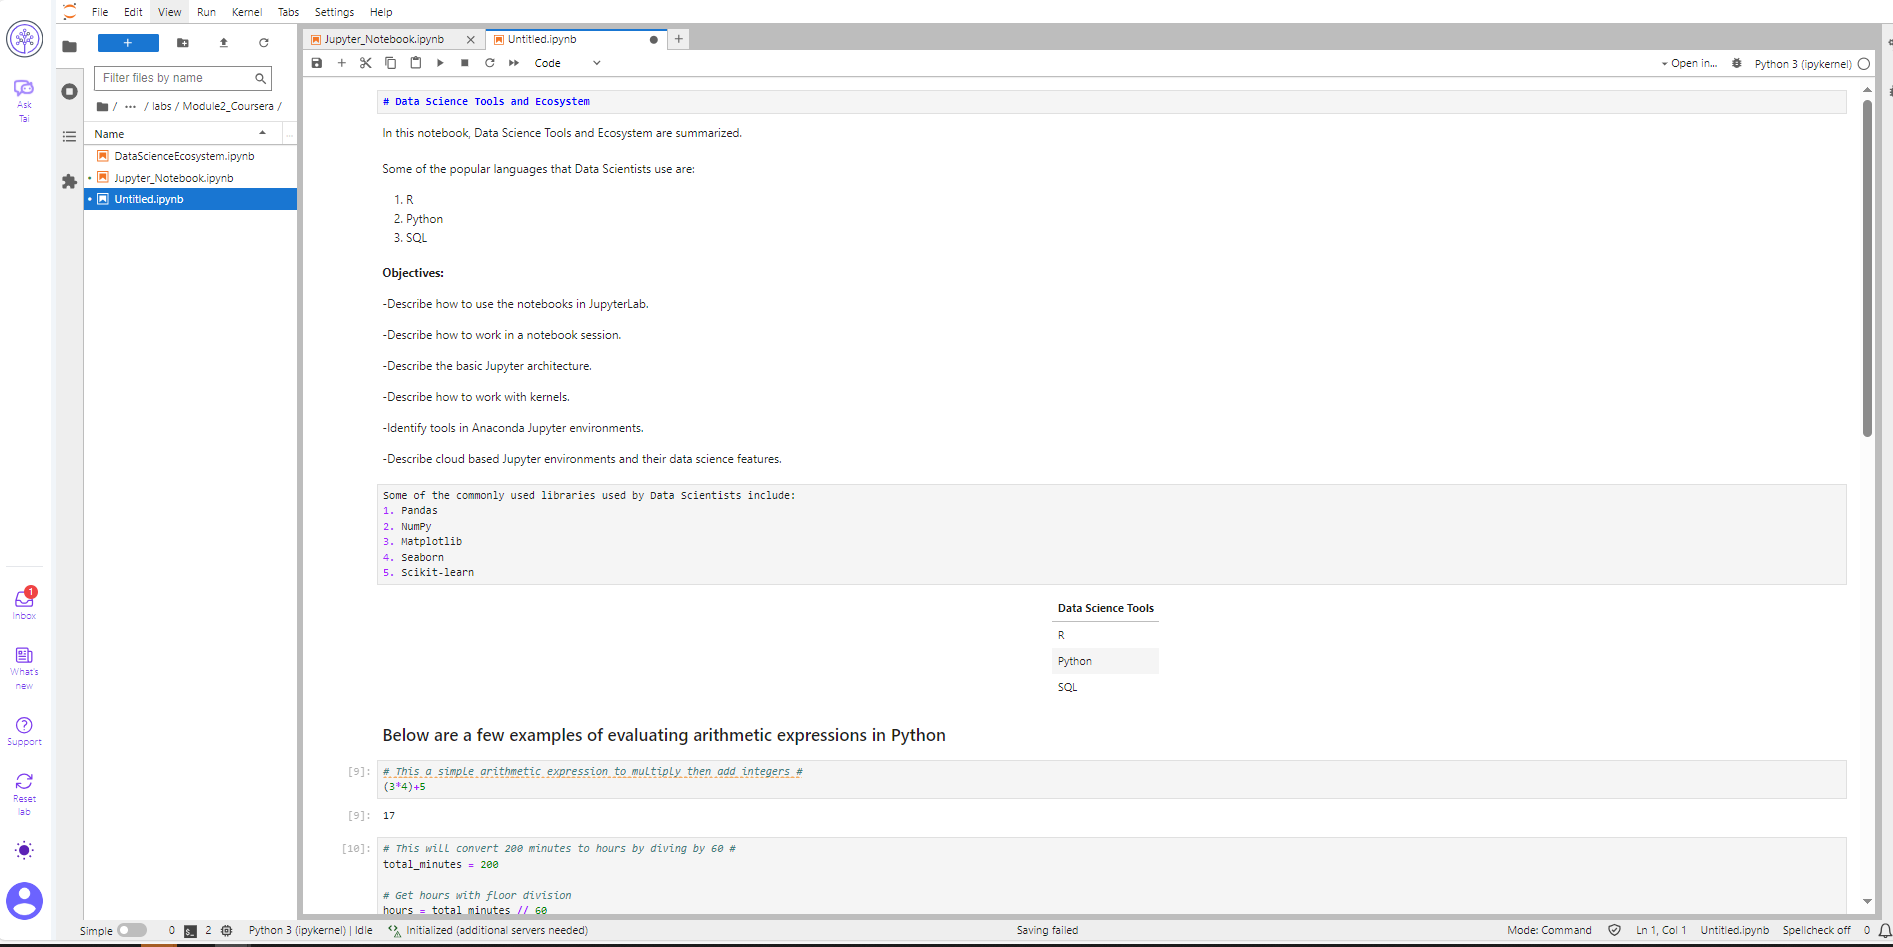 File Edit View Run Kernel Tabs Settings Help
Ask
Tai
Filter files by name
/ ... / labs / Module2_Coursera /
Name
DataScienceEcosystem.ipynb
Jupyter_Notebook.ipynb
Untitled.ipynb
1
Inbox
What's
new
Support
Reset
lab
Jupyter_Notebook.ipynb Untitled.ipynb
Code Open in... Python 3 (ipykernel)
# Data Science Tools and Ecosystem
In this notebook, Data Science Tools and Ecosystem are summarized.
Some of the popular languages that Data Scientists use are:
1. R
2. Python
3. SQL
Objectives:
-Describe how to use the notebooks in JupyterLab.
-Describe how to work in a notebook session.
-Describe the basic Jupyter architecture.
-Describe how to work with kernels.
-Identify tools in Anaconda Jupyter environments.
-Describe cloud based Jupyter environments and their data science features.
Some of the commonly used libraries used by Data Scientists include:
1. Pandas
2. NumPy
3. Matplotlib
4. Seaborn
5. Scikit-learn
Data Science Tools
R
Python
SQL
Below are a few examples of evaluating arithmetic expressions in Python
[9]: # This a simple arithmetic expression to multiply then add integers #
(3*4)+5
[9]: 17
[10]: # This will convert 200 minutes to hours by diving by 60 #
total_minutes = 200
# Get hours with floor division
hours = total_minutes // 60
Simple 0 2 Python 3 (ipykernel) | Idle Initialized (additional servers needed) Saving failed Mode: Command Ln 1, Col 1 Untitled.ipynb Spellcheck off 0